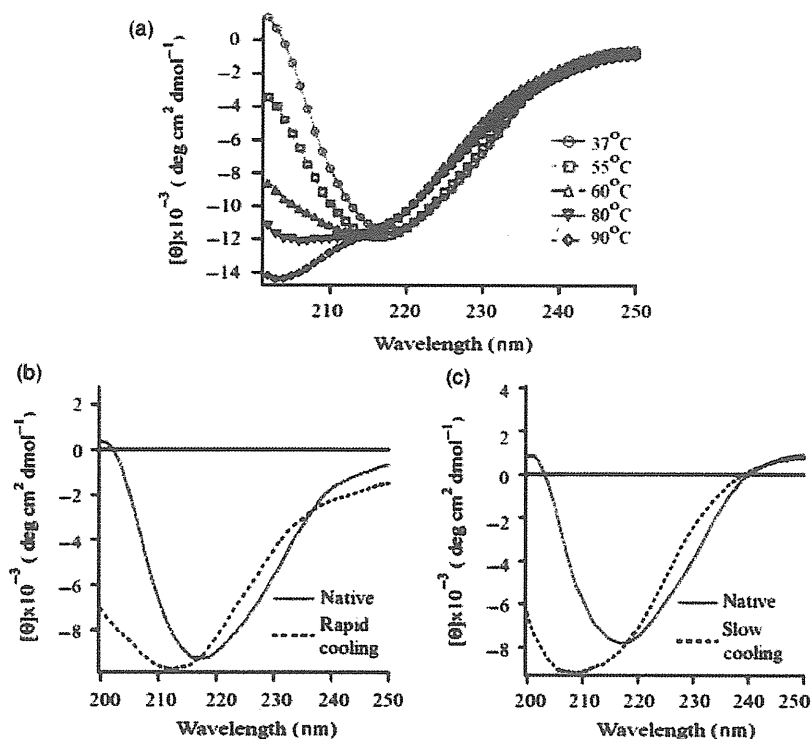 (a)
0
−2
−4
−6
−8
−10
−12
−14
[Θ]x10⁻³ ( deg cm² dmol⁻¹)
37°C
55°C
60°C
80°C
90°C
210 220 230 240 250
Wavelength (nm)
(b)
2
0
−2
−4
−6
−8
[Θ]x10⁻³ ( deg cm² dmol⁻¹)
Native
Rapid
cooling
200 210 220 230 240 250
Wavelength (nm)
(c)
4
2
0
−2
−4
−6
−8
[Θ]x10⁻³ ( deg cm² dmol⁻¹)
Native
Slow
cooling
200 210 220 230 240 250
Wavelength (nm)